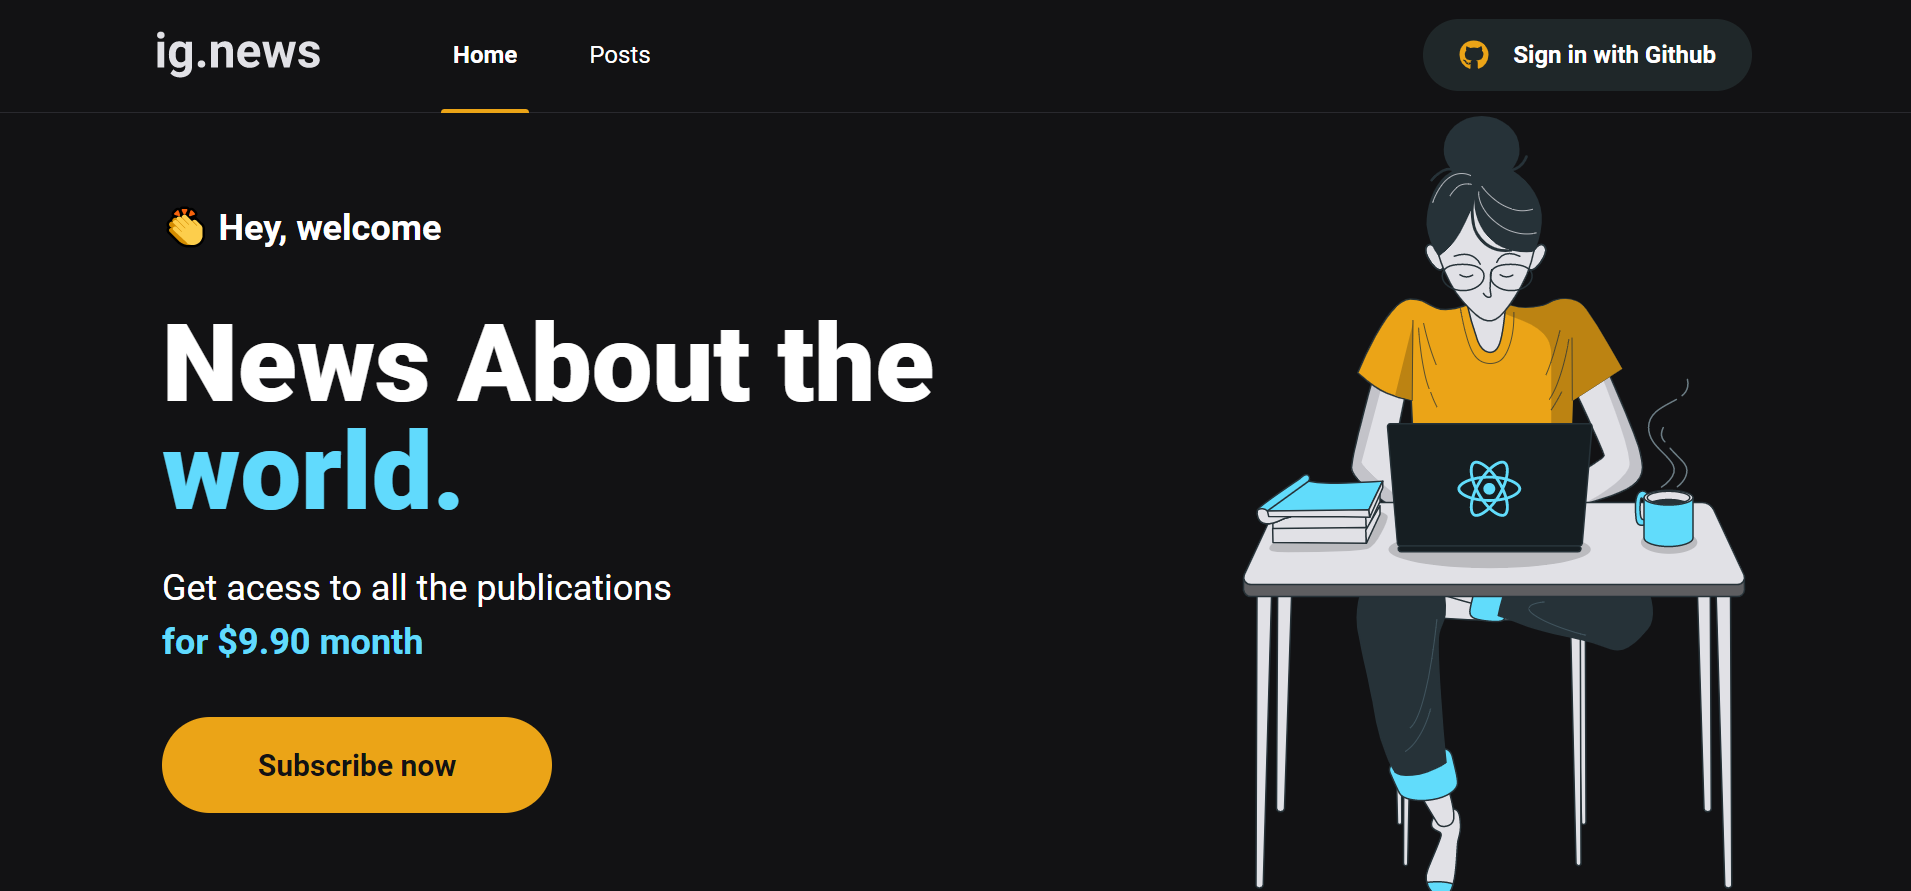 ig.news
Home
Posts
Sign in with Github
👏 Hey, welcome
News About the
world.
Get acess to all the publications
for $9.90 month
Subscribe now